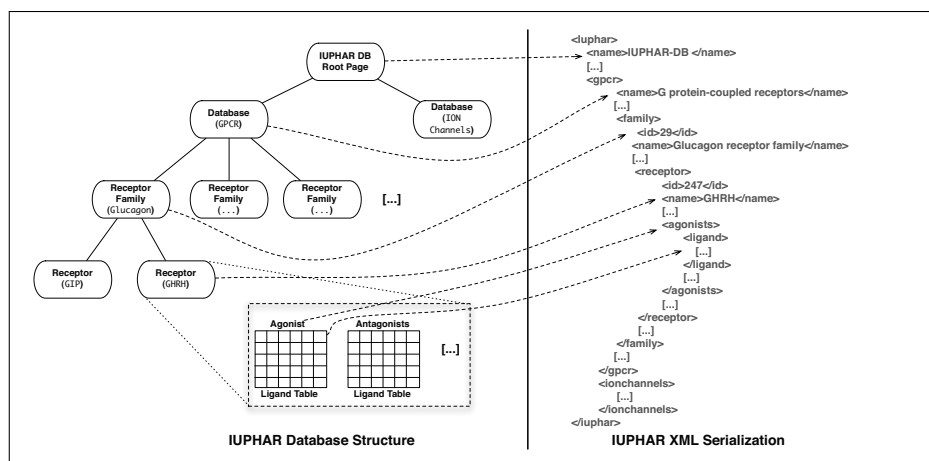 IUPHAR DB
Root Page
Database
(GPCR)
Database
(ION
Channels)
Receptor
Family
(Glucagon)
Receptor
Family
(...)
Receptor
Family
(...)
[...]
Receptor
(GIP)
Receptor
(GHRH)
Agonist
Antagonists
[...]
Ligand Table
Ligand Table
IUPHAR Database Structure
<iuphar>
<name>IUPHAR-DB </name>
[...]
<gpcr>
<name>G protein-coupled receptors</name>
[...]
<family>
<id>29</id>
<name>Glucagon receptor family</name>
[...]
<receptor>
<id>247</id>
<name>GHRH</name>
[...]
<agonists>
<ligand>
[...]
</ligand>
[...]
</agonists>
[...]
</receptor>
[...]
</family>
[...]
</gpcr>
<ionchannels>
[...]
</ionchannels>
</iuphar>
IUPHAR XML Serialization